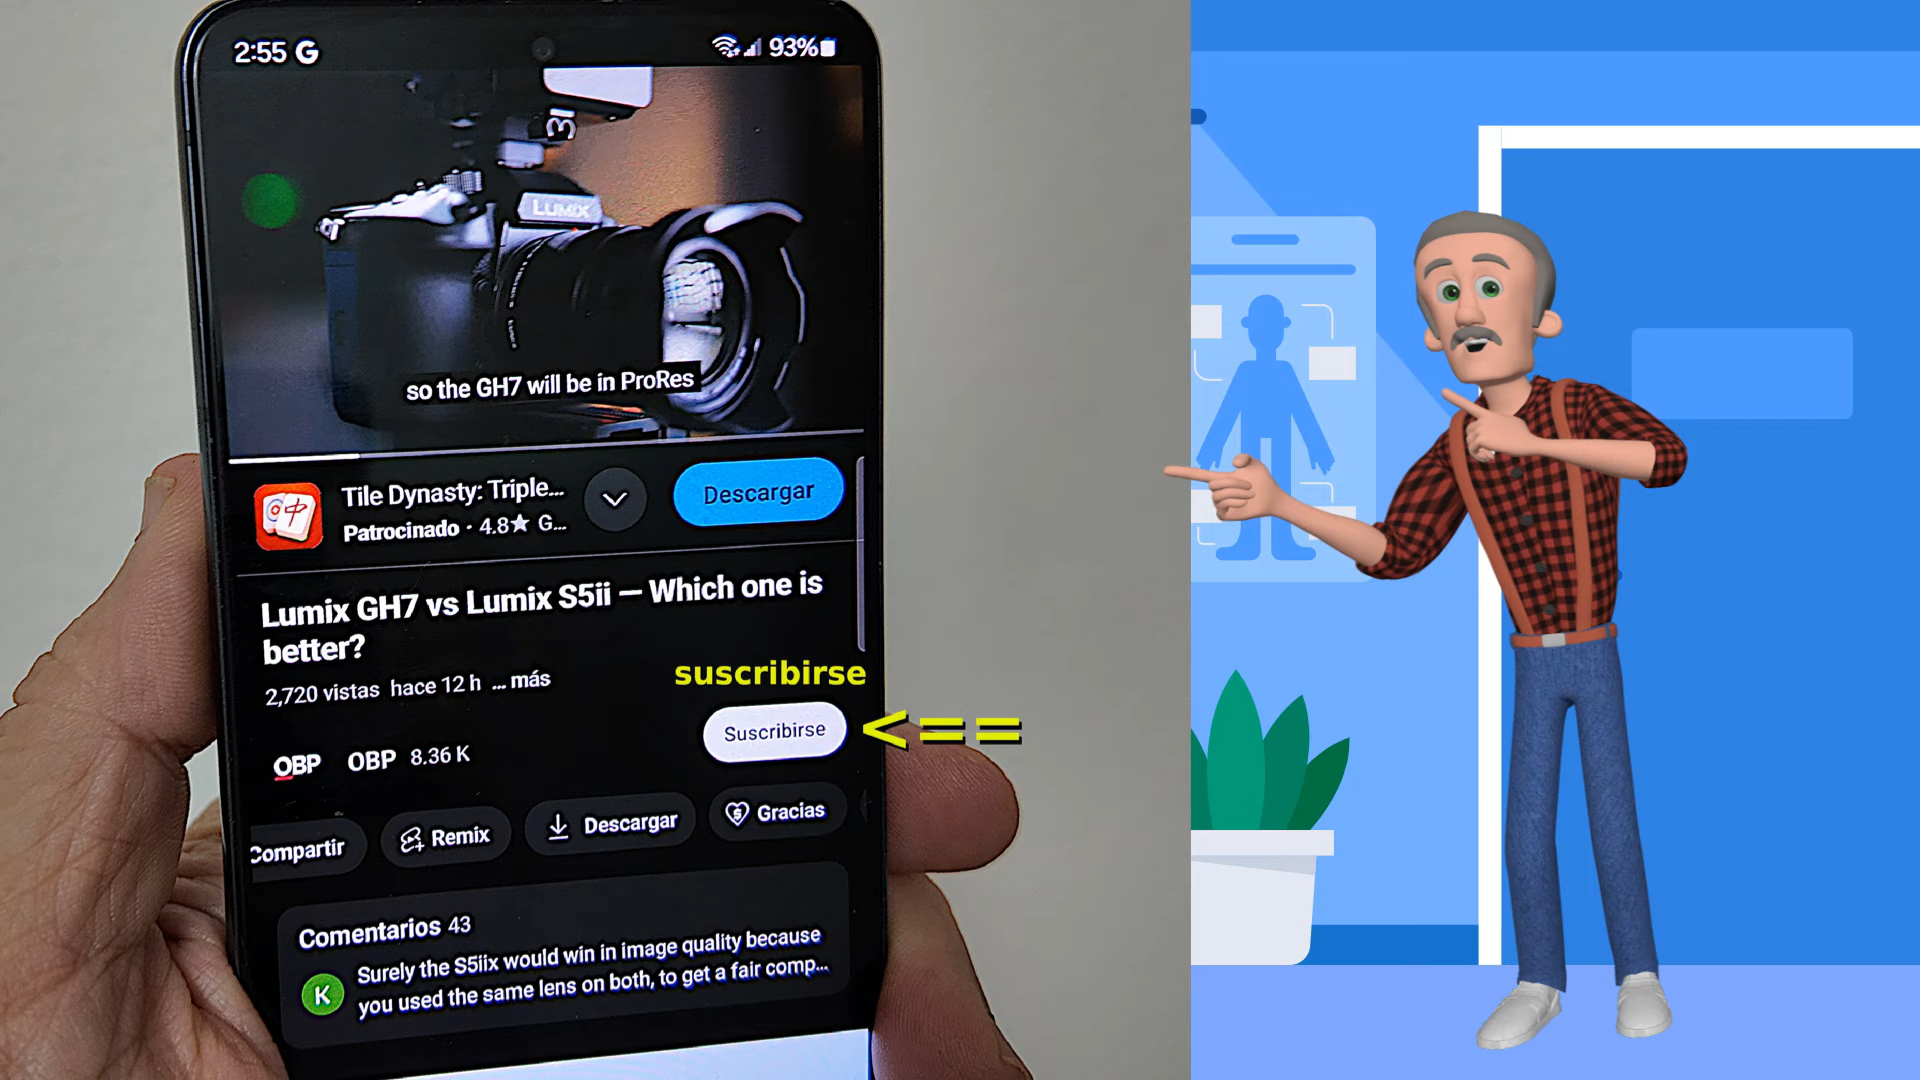 2:55 G 93%
LUMIX
so the GH7 will be in ProRes
Tile Dynasty: Triple...
Patrocinado · 4.8★ G...
Descargar
Lumix GH7 vs Lumix S5ii — Which one is
better?
2,720 vistas hace 12 h ... más
suscribirse
Suscribirse <==
OBP OBP 8.36 K
Compartir Remix Descargar Gracias
Comentarios 43
K
Surely the S5iix would win in image quality because
you used the same lens on both, to get a fair comp...